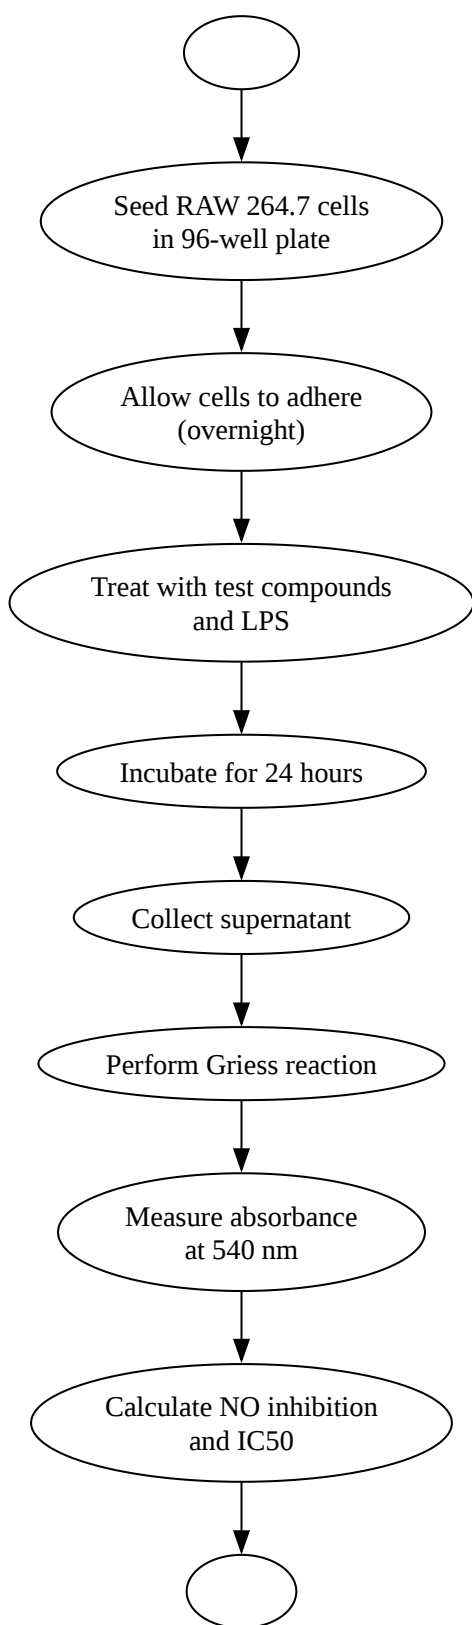 Seed RAW 264.7 cells
in 96-well plate
Allow cells to adhere
(overnight)
Treat with test compounds
and LPS
Incubate for 24 hours
Collect supernatant
Perform Griess reaction
Measure absorbance
at 540 nm
Calculate NO inhibition
and IC50